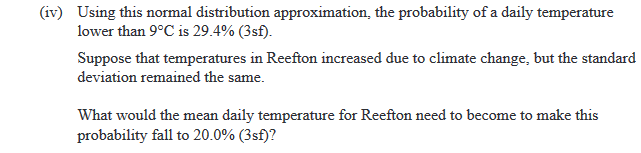 (iv) Using this normal distribution approximation, the probability of a daily temperature
lower than 9°C is 29.4% (3sf).
Suppose that temperatures in Reefton increased due to climate change, but the standard
deviation remained the same.
What would the mean daily temperature for Reefton need to become to make this
probability fall to 20.0% (3sf)?